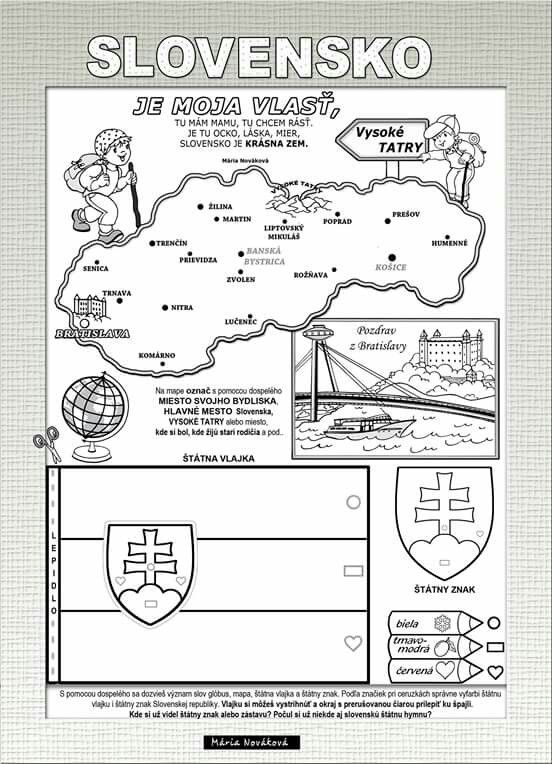 SLOVENSKO
JE MOJA VLASŤ,
TU MÁM MAMU, TU CHCEM RÁSŤ.
JE TU OCKO, LÁSKA, MIER,
SLOVENSKO JE KRÁSNA ZEM.
Mária Nováková
Vysoké
TATRY
VYSOKÉ TATRY
ŽILINA
MARTIN
LIPTOVSKÝ
MIKULÁŠ
POPRAD
PREŠOV
HUMENNÉ
TRENČÍN
PRIEVIDZA
BANSKÁ
BYSTRICA
KOŠICE
SENICA
ZVOLEN
ROŽŇAVA
TRNAVA
NITRA
LUČENEC
BRATISLAVA
KOMÁRNO
Pozdrav
z Bratislavy
Na mape označ s pomocou dospelého
MIESTO SVOJHO BYDLISKA,
HLAVNÉ MESTO Slovenska,
VYSOKÉ TATRY alebo miesto,
kde si bol, kde žijú starí rodičia a pod..
ŠTÁTNA VLAJKA
LEPIDLO
ŠTÁTNY ZNAK
biela
tmavo-
modrá
červená
S pomocou dospelého sa dozvieš význam slov glóbus, mapa, štátna vlajka a štátny znak. Podľa značiek pri ceruzkách správne vyfarbi štátnu
vlajku i štátny znak Slovenskej republiky. Vlajku si môžeš vystrihnúť a okraj s prerušovanou čiarou prilepiť ku špajli.
Kde si už videl štátny znak alebo zástavu? Počul si už niekde aj slovenskú štátnu hymnu?
Mária Nováková